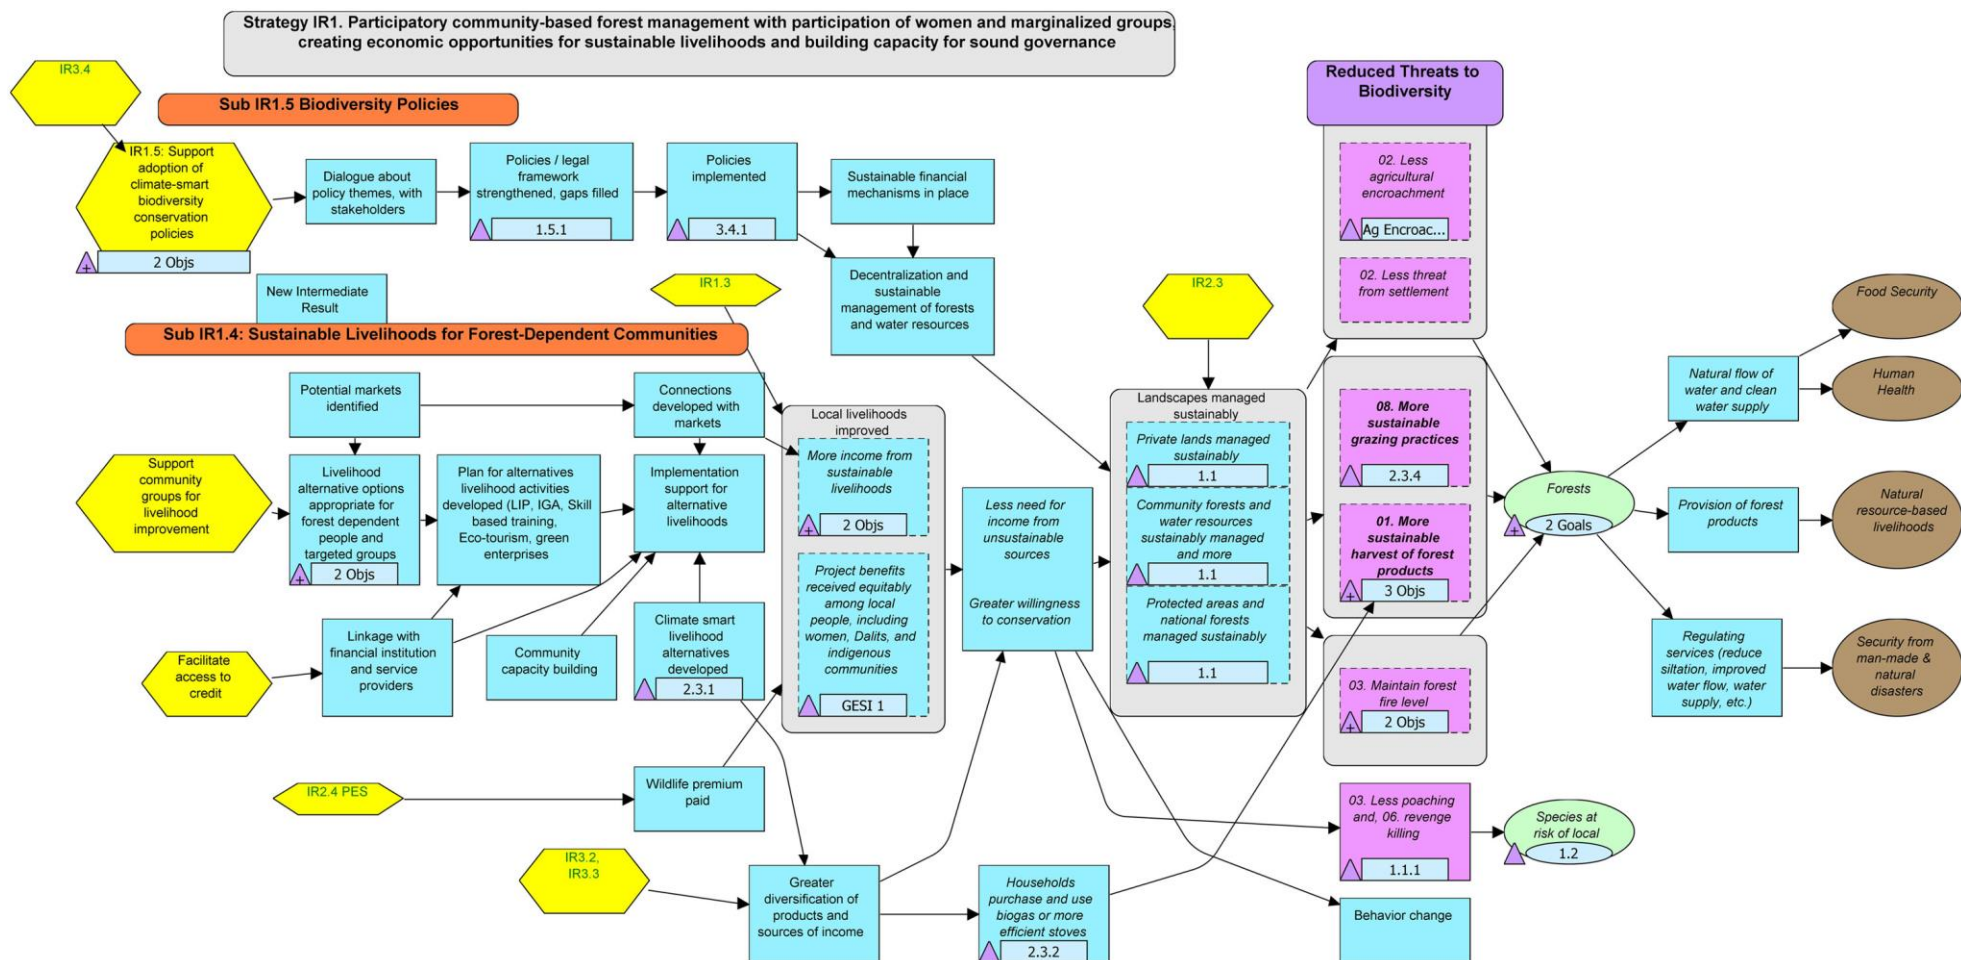 Strategy IR1. Participatory community-based forest management with participation of women and marginalized groups,
creating economic opportunities for sustainable livelihoods and building capacity for sound governance
IR3.4
Sub IR1.5 Biodiversity Policies
Reduced Threats to
Biodiversity
IR1.5: Support
adoption of
climate-smart
biodiversity
conservation
policies
2 Objs
Dialogue about
policy themes, with
stakeholders
Policies / legal
framework
strengthened, gaps
filled
1.5.1
Policies
implemented
3.4.1
Sustainable financial
mechanisms in place
02. Less
agricultural
encroachment
Ag Encroac...
New Intermediate
Result
IR1.3
Decentralization and
sustainable
management of forests
and water resources
IR2.3
02. Less threat
from settlement
Food Security
Sub IR1.4: Sustainable Livelihoods for Forest-Dependent Communities
Potential markets
identified
Connections
developed with
markets
Local livelihoods
improved
More income from
sustainable
livelihoods
2 Objs
Landscapes managed
sustainably
Private lands managed
sustainably
1.1
08. More
sustainable
grazing practices
2.3.4
Natural flow of
water and clean
water supply
Human
Health
Support
community
groups for
livelihood
improvement
Livelihood
alternative options
appropriate for
forest dependent
people and
targeted groups
2 Objs
Plan for alternatives
livelihood activities
developed (LIP, IGA, Skill
based training,
Eco-tourism, green
enterprises
Implementation
support for
alternative
livelihoods
Less need for
income from
unsustainable
sources
Greater willingness
to conservation
Community forests and
water resources
sustainably managed
and more
1.1
01. More
sustainable
harvest of forest
products
3 Objs
Forests
2 Goals
Provision of forest
products
Natural
resource-based
livelihoods
Project benefits
received equitably
among local
people, including
women, Dalits, and
indigenous
communities
GESI 1
Protected areas and
national forests
managed sustainably
1.1
Facilitate
access to
credit
Linkage with
financial institution
and service
providers
Community
capacity building
Climate smart
livelihood
alternatives
developed
2.3.1
03. Maintain forest
fire level
2 Objs
Regulating
services (reduce
siltation, improved
water flow, water
supply, etc.)
Security from
man-made &
natural
disasters
IR2.4 PES
Wildlife premium
paid
03. Less poaching
and, 06. revenge
killing
1.1.1
Species at
risk of local
1.2
IR3.2,
IR3.3
Greater
diversification of
products and
sources of income
Households
purchase and use
biogas or more
efficient stoves
2.3.2
Behavior change